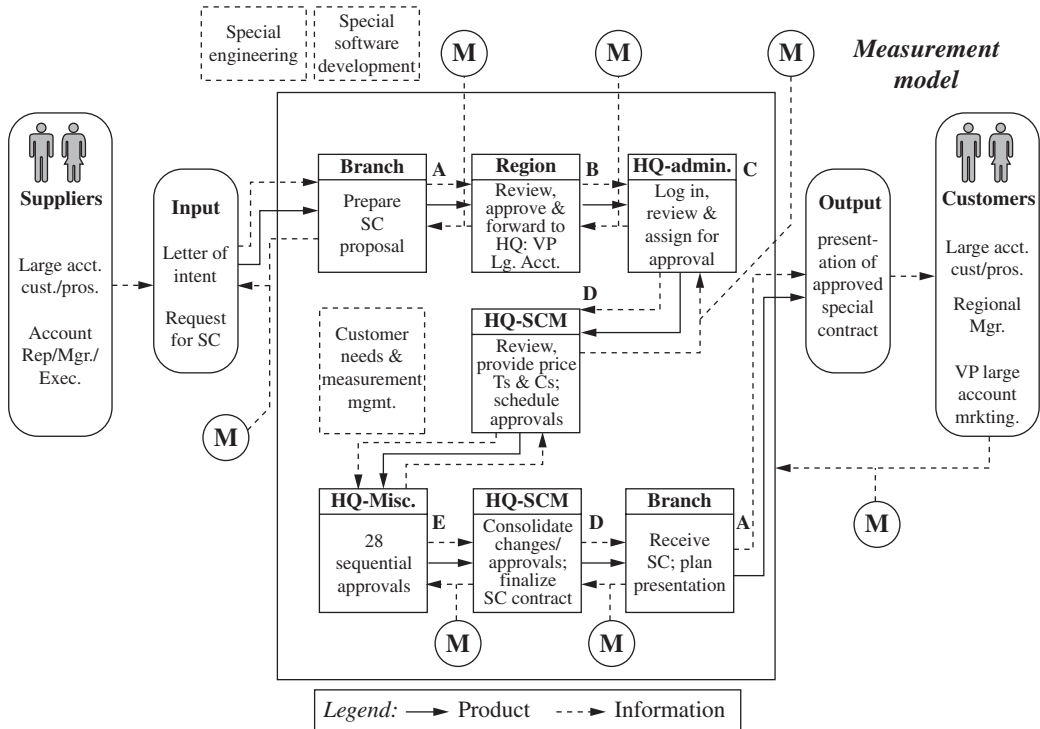 Special
engineering
Special
software
development
M
M
M
Measurement
model
Suppliers
Large acct.
cust./pros.
Account
Rep/Mgr./
Exec.
Input
Letter of
intent
Request
for SC
M
Branch
A
Prepare
SC
proposal
Region
B
Review,
approve &
forward to
HQ: VP
Lg. Acct.
HQ-admin.
C
Log in,
review &
assign for
approval
D
HQ-SCM
Review,
provide price
Ts & Cs;
schedule
approvals
Customer
needs &
measurement
mgmt.
HQ-Misc.
E
28
sequential
approvals
HQ-SCM
D
Consolidate
changes/
approvals;
finalize
SC contract
Branch
A
Receive
SC; plan
presentation
M
M
Output
present-
ation of
approved
special
contract
Customers
Large acct.
cust/pros.
Regional
Mgr.
VP large
account
mrkting.
M
Legend: Product Information